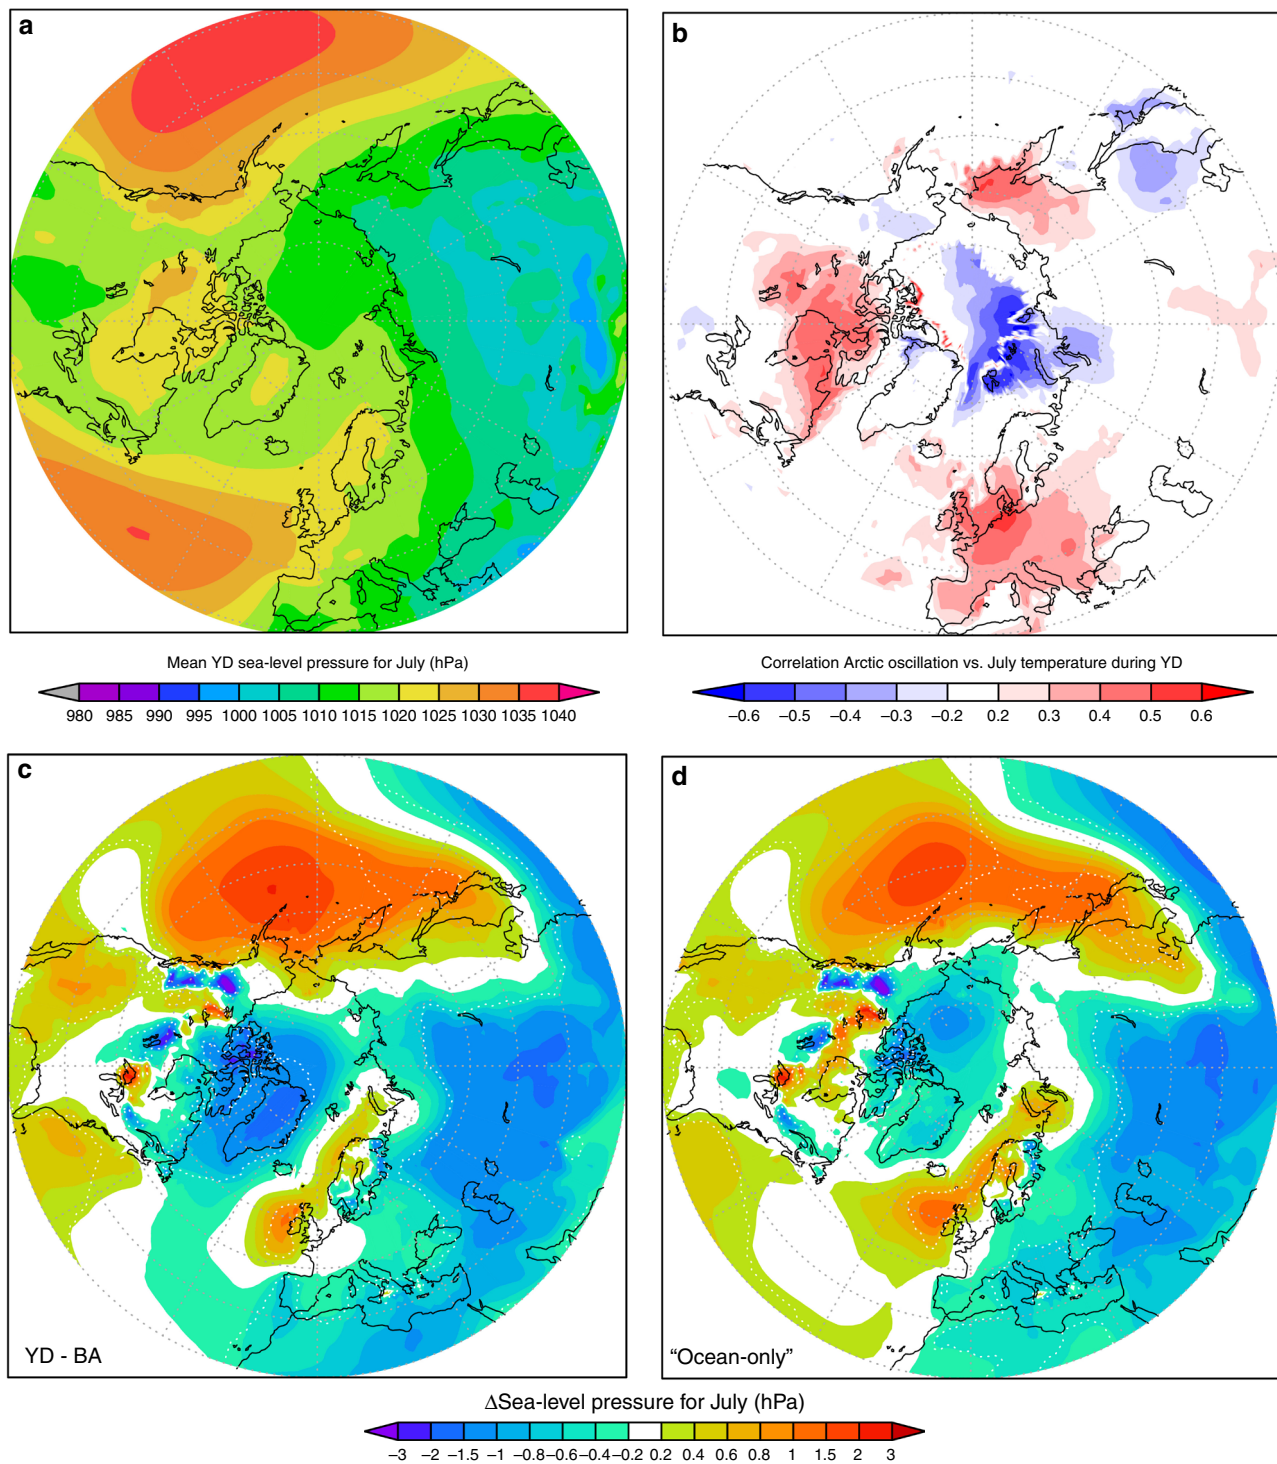 a
b
Mean YD sea-level pressure for July (hPa)
980 985 990 995 1000 1005 1010 1015 1020 1025 1030 1035 1040
Correlation Arctic oscillation vs. July temperature during YD
–0.6 –0.5 –0.4 –0.3 –0.2 0.2 0.3 0.4 0.5 0.6
c
d
YD - BA
“Ocean-only”
ΔSea-level pressure for July (hPa)
–3 –2 –1.5 –1 –0.8 –0.6 –0.4 –0.2 0.2 0.4 0.6 0.8 1 1.5 2 3